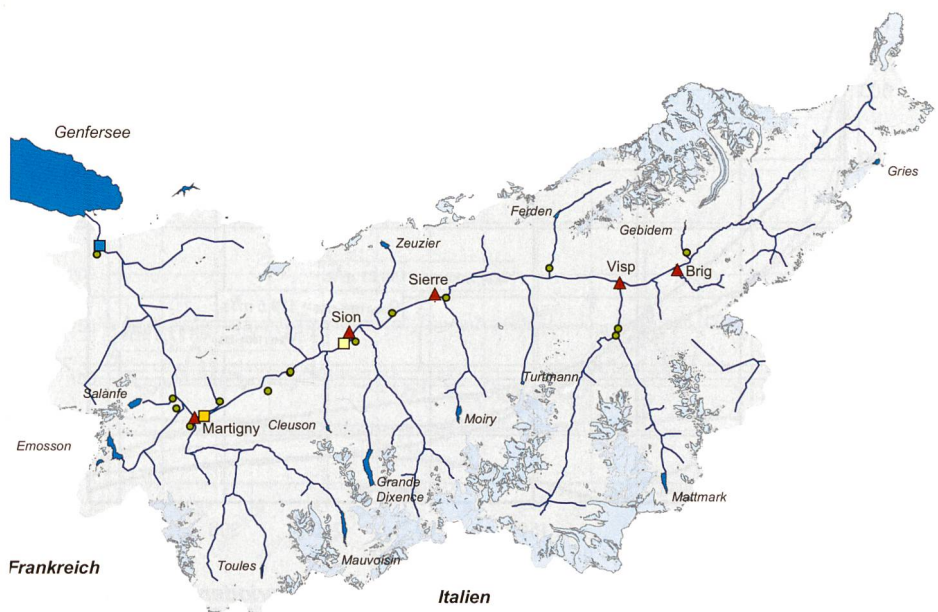 Genfersee
Gries
Ferden
Zeuzier
Gebidem
Visp
Brig
Sierre
Sion
Turtmann
Salanfe
Moiry
Martigny
Cleuson
Emosson
Grande
Dixence
Mattmark
Mauvoisin
Toules
Frankreich
Italien